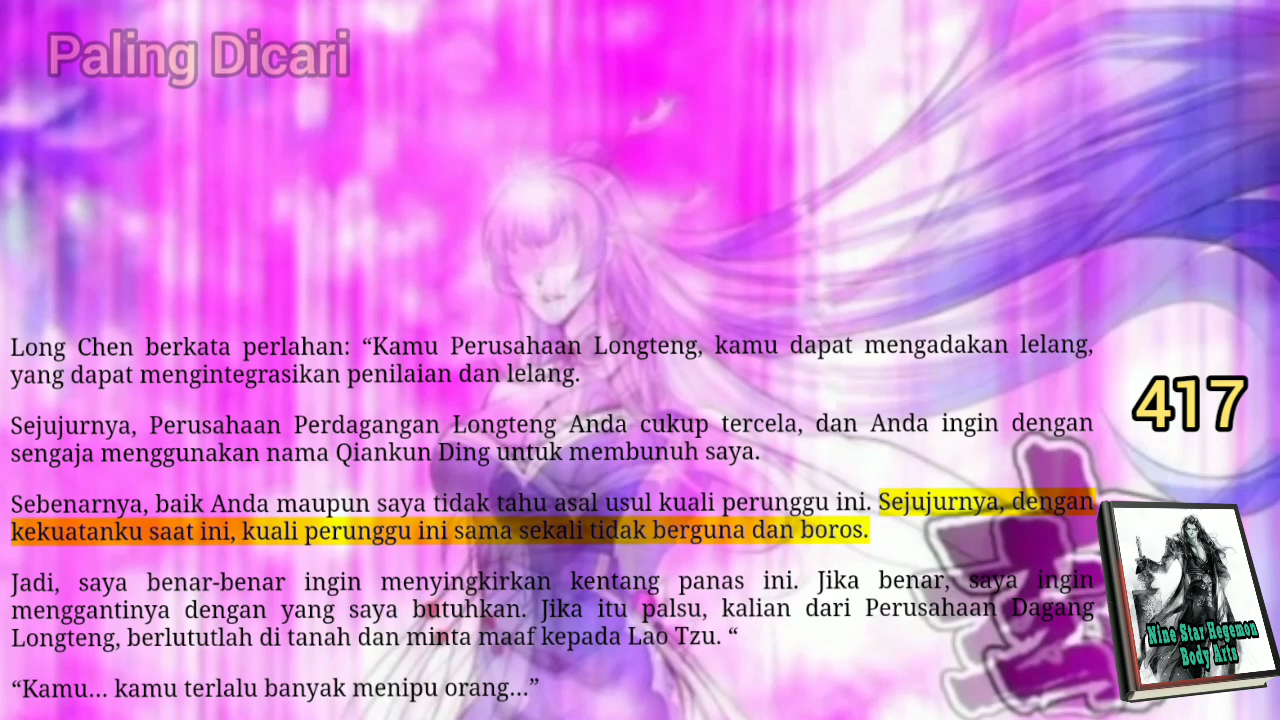 Paling Dicari
Long Chen berkata perlahan: “Kamu Perusahaan Longteng, kamu dapat mengadakan lelang,
yang dapat mengintegrasikan penilaian dan lelang.
Sejujurnya, Perusahaan Perdagangan Longteng Anda cukup tercela, dan Anda ingin dengan
sengaja menggunakan nama Qiankun Ding untuk membunuh saya.
Sebenarnya, baik Anda maupun saya tidak tahu asal usul kuali perunggu ini. Sejujurnya, dengan
kekuatanku saat ini, kuali perunggu ini sama sekali tidak berguna dan boros.
Jadi, saya benar-benar ingin menyingkirkan kentang panas ini. Jika benar, saya ingin
menggantinya dengan yang saya butuhkan. Jika itu palsu, kalian dari Perusahaan Dagang
Longteng, berlututlah di tanah dan minta maaf kepada Lao Tzu. “
“Kamu... kamu terlalu banyak menipu orang...”
417
Nine Star Hegemon
Body Arts